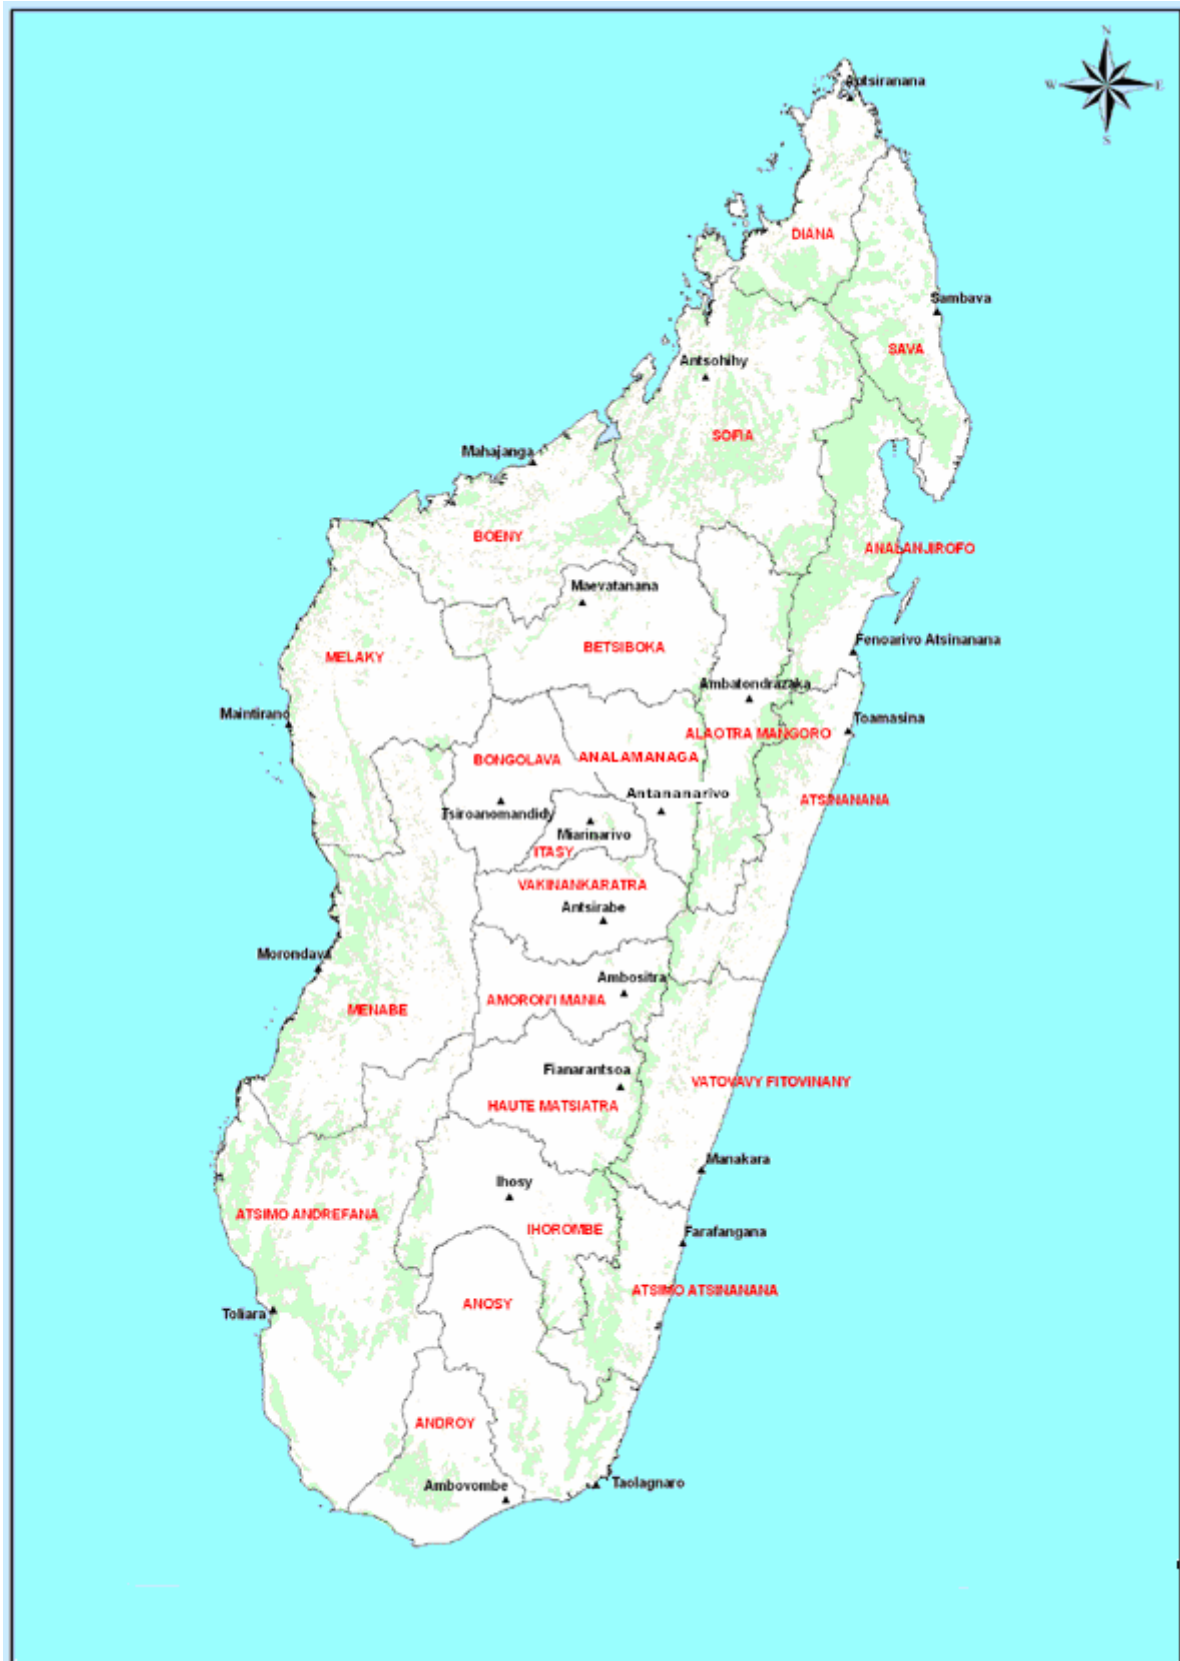 N
Antsiranana
W
E
S
DIANA
Sambava
SAVA
Antsohihy
SOFIA
Mahajanga
BOENY
ANALANJIROFO
Maevatanana
Fenoarivo Atsinanana
BETSIBOKA
MELAKY
Ambatondrazaka
Maintirano
Toamasina
ALAOTRA MANGORO
BONGOLAVA
ANALAMANAGA
Antananarivo
ATSINANANA
Tsiroanomandidy
Miarinarivo
ITASY
VAKINANKARATRA
Antsirabe
Morondava
Ambositra
AMORON'I MANIA
MENABE
Fianarantsoa
VATOVAVY FITOVINANY
HAUTE MATSIATRA
Manakara
Ihosy
ATSIMO ANDREFANA
IHOROMBE
Farafangana
ATSIMO ATSINANANA
ANOSY
Toliara
ANDROY
Ambovombe
Taolagnaro